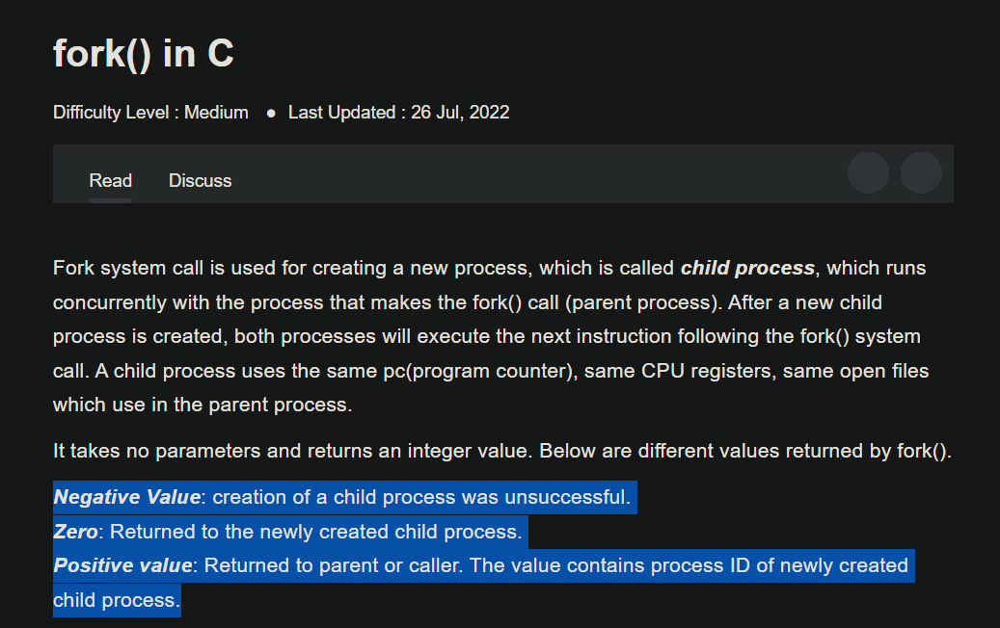 fork() in C
Difficulty Level : Medium ● Last Updated : 26 Jul, 2022
Read Discuss
Fork system call is used for creating a new process, which is called child process, which runs
concurrently with the process that makes the fork() call (parent process). After a new child
process is created, both processes will execute the next instruction following the fork() system
call. A child process uses the same pc(program counter), same CPU registers, same open files
which use in the parent process.
It takes no parameters and returns an integer value. Below are different values returned by fork().
Negative Value: creation of a child process was unsuccessful.
Zero: Returned to the newly created child process.
Positive value: Returned to parent or caller. The value contains process ID of newly created
child process.